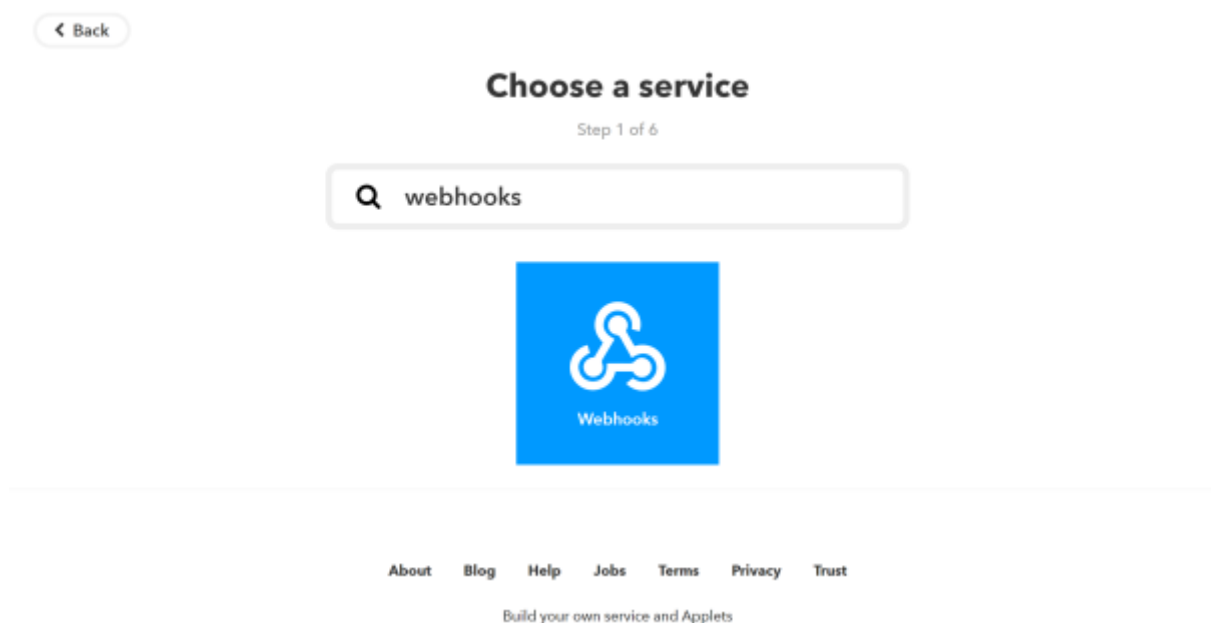 Back
Choose a service
Step 1 of 6
webhooks
Webhooks
About Blog Help Jobs Terms Privacy Trust
Build your own service and Applets